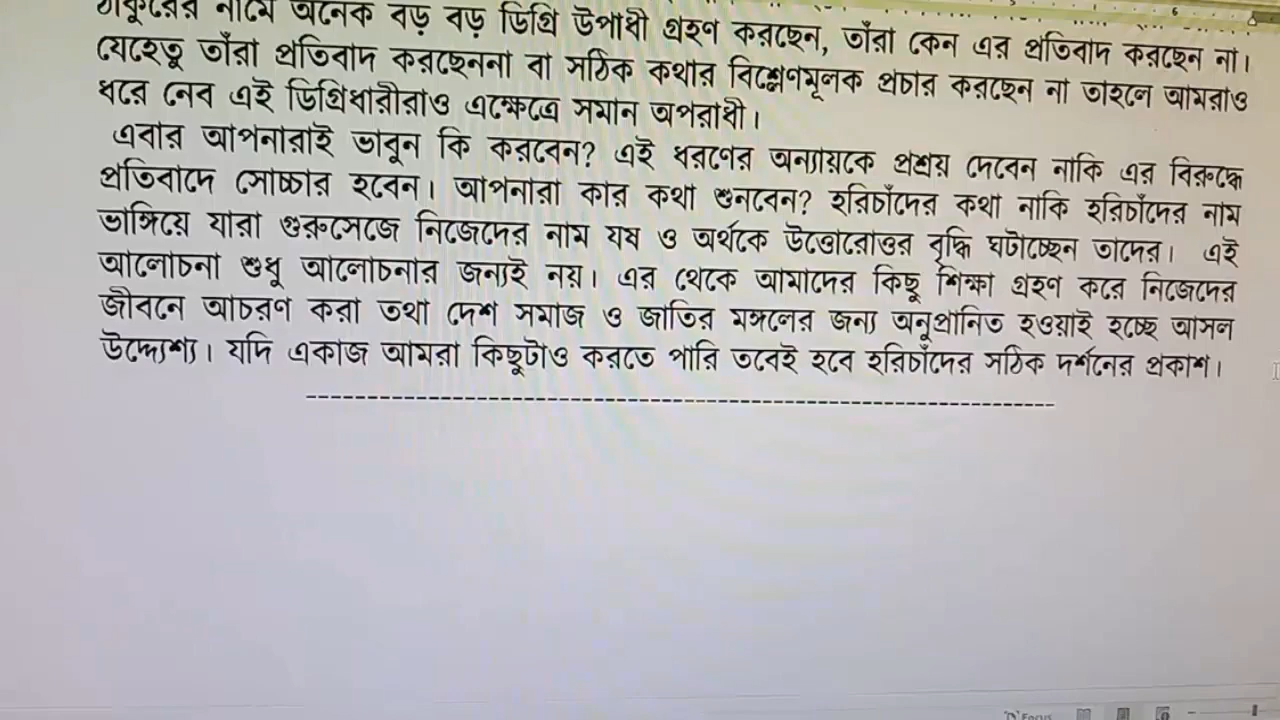 ঠাকুরের নামে অনেক বড় বড় ডিগ্রি উপাধী গ্রহণ করছেন, তাঁরা কেন এর প্রতিবাদ করছেন না।
যেহেতু তাঁরা প্রতিবাদ করছেননা বা সঠিক কথার বিশ্লেণমূলক প্রচার করছেন না তাহলে আমরাও
ধরে নেব এই ডিগ্রিধারীরাও এক্ষেত্রে সমান অপরাধী।
এবার আপনারাই ভাবুন কি করবেন? এই ধরণের অন্যায়কে প্রশ্রয় দেবেন নাকি এর বিরুদ্ধে
প্রতিবাদে সোচ্চার হবেন। আপনারা কার কথা শুনবেন? হরিচাঁদের কথা নাকি হরিচাঁদের নাম
ভাঙ্গিয়ে যারা গুরুসেজে নিজেদের নাম যষ ও অর্থকে উত্তোরোত্তর বৃদ্ধি ঘটাচ্ছেন তাদের। এই
আলোচনা শুধু আলোচনার জন্যই নয়। এর থেকে আমাদের কিছু শিক্ষা গ্রহণ করে নিজেদের
জীবনে আচরণ করা তথা দেশ সমাজ ও জাতির মঙ্গলের জন্য অনুপ্রানিত হওয়াই হচ্ছে আসল
উদ্দ্যেশ্য। যদি একাজ আমরা কিছুটাও করতে পারি তবেই হবে হরিচাঁদের সঠিক দর্শনের প্রকাশ।
Focus